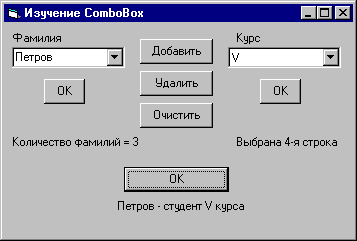 Изучение ComboBox
Фамилия
Курс
Петров
Добавить
V
OK
Удалить
OK
Очистить
Количество фамилий = 3
Выбрана 4-я строка
OK
Петров - студент V курса